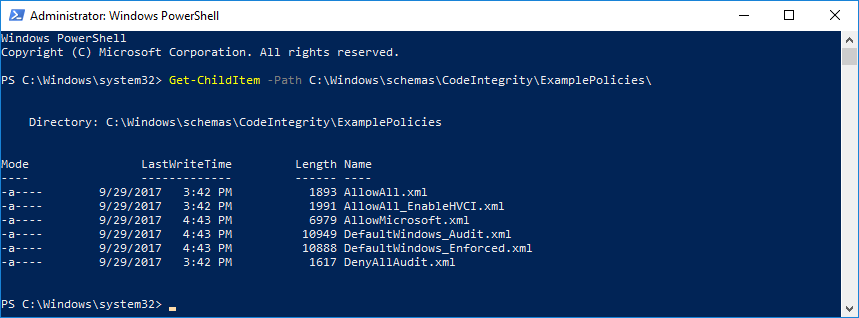 Administrator: Windows PowerShell
Windows PowerShell
Copyright (C) Microsoft Corporation. All rights reserved.
PS C:\Windows\system32> Get-ChildItem -Path C:\Windows\schemas\CodeIntegrity\ExamplePolicies\
Directory: C:\Windows\schemas\CodeIntegrity\ExamplePolicies
Mode LastWriteTime Length Name
---- ------------- ------ ----
-a---- 9/29/2017 3:42 PM 1893 AllowAll.xml
-a---- 9/29/2017 3:42 PM 1991 AllowAll_EnableHVCI.xml
-a---- 9/29/2017 4:43 PM 6979 AllowMicrosoft.xml
-a---- 9/29/2017 4:43 PM 10949 DefaultWindows_Audit.xml
-a---- 9/29/2017 4:43 PM 10888 DefaultWindows_Enforced.xml
-a---- 9/29/2017 3:42 PM 1617 DenyAllAudit.xml
PS C:\Windows\system32>